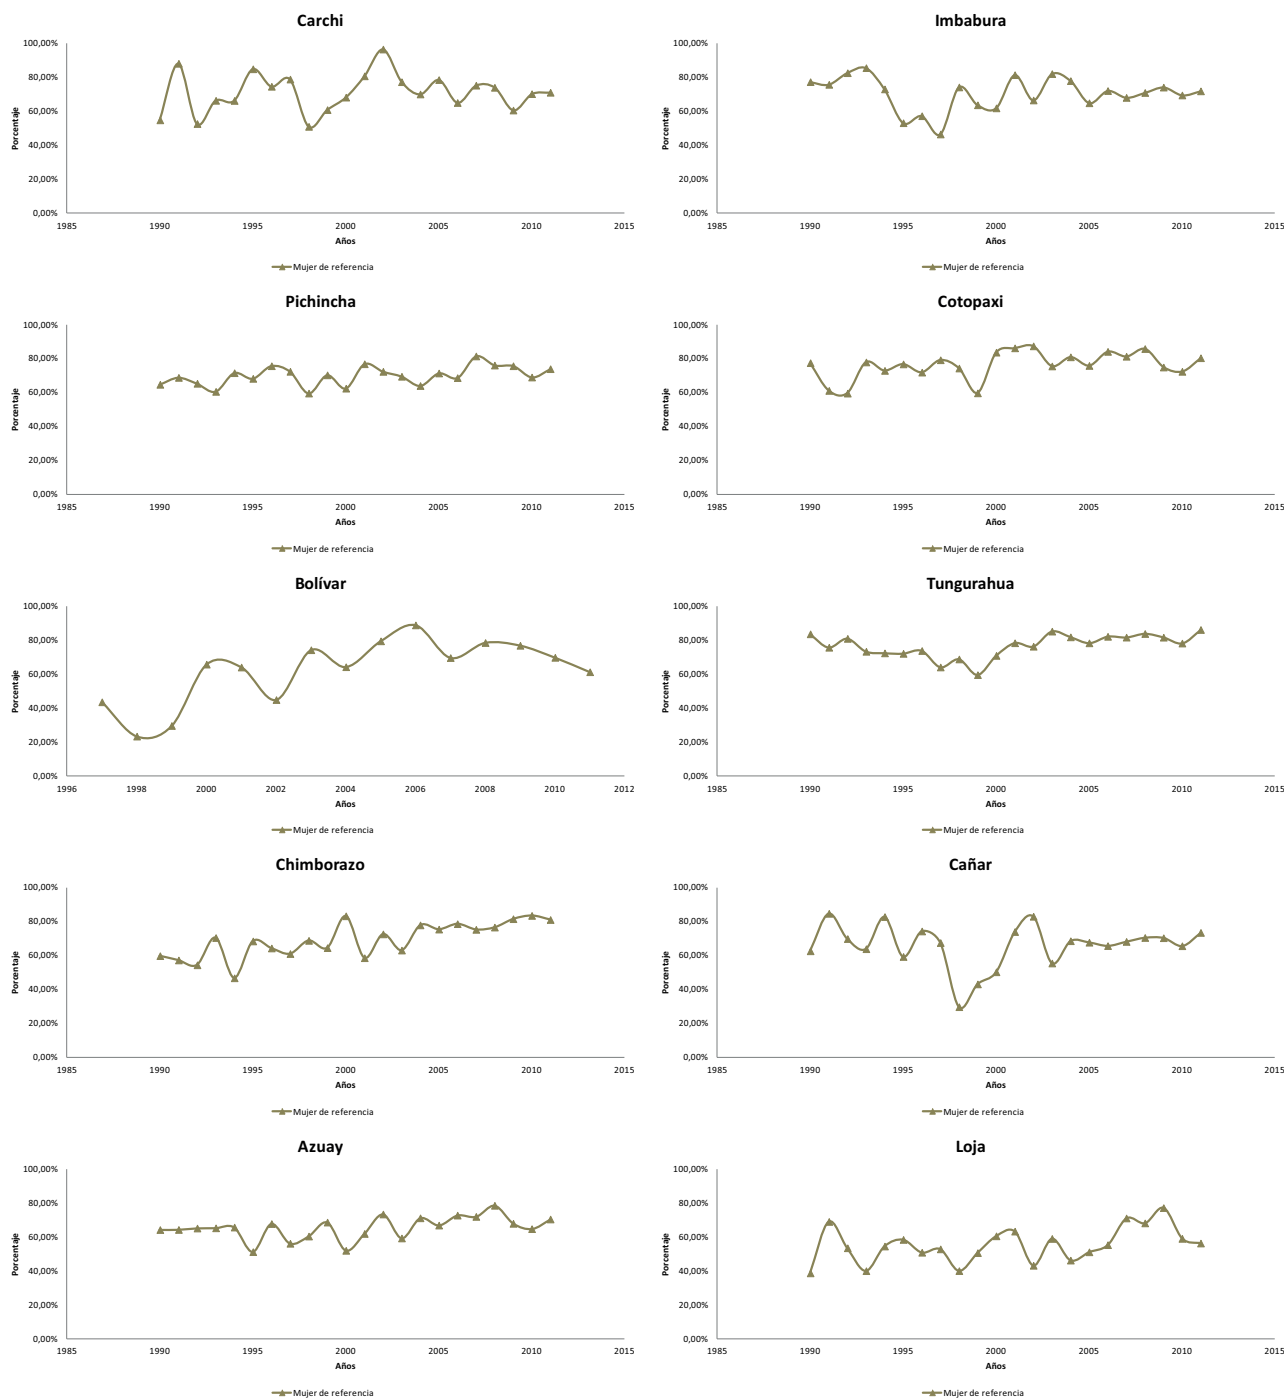 Carchi
100,00%
80,00%
60,00%
40,00%
20,00%
0,00%
Porcentaje
1985 1990 1995 2000 2005 2010 2015
Años
Mujer de referencia
Imbabura
100,00%
80,00%
60,00%
40,00%
20,00%
0,00%
Porcentaje
1985 1990 1995 2000 2005 2010 2015
Años
Mujer de referencia
Pichincha
100,00%
80,00%
60,00%
40,00%
20,00%
0,00%
Porcentaje
1985 1990 1995 2000 2005 2010 2015
Años
Mujer de referencia
Cotopaxi
100,00%
80,00%
60,00%
40,00%
20,00%
0,00%
Porcentaje
1985 1990 1995 2000 2005 2010 2015
Años
Mujer de referencia
Bolívar
100,00%
80,00%
60,00%
40,00%
20,00%
0,00%
Porcentaje
1996 1998 2000 2002 2004 2006 2008 2010 2012
Años
Mujer de referencia
Tungurahua
100,00%
80,00%
60,00%
40,00%
20,00%
0,00%
Porcentaje
1985 1990 1995 2000 2005 2010 2015
Años
Mujer de referencia
Chimborazo
100,00%
80,00%
60,00%
40,00%
20,00%
0,00%
Porcentaje
1985 1990 1995 2000 2005 2010 2015
Años
Mujer de referencia
Cañar
100,00%
80,00%
60,00%
40,00%
20,00%
0,00%
Porcentaje
1985 1990 1995 2000 2005 2010 2015
Años
Mujer de referencia
Azuay
100,00%
80,00%
60,00%
40,00%
20,00%
0,00%
Porcentaje
1985 1990 1995 2000 2005 2010 2015
Años
Mujer de referencia
Loja
100,00%
80,00%
60,00%
40,00%
20,00%
0,00%
Porcentaje
1985 1990 1995 2000 2005 2010 2015
Años
Mujer de referencia